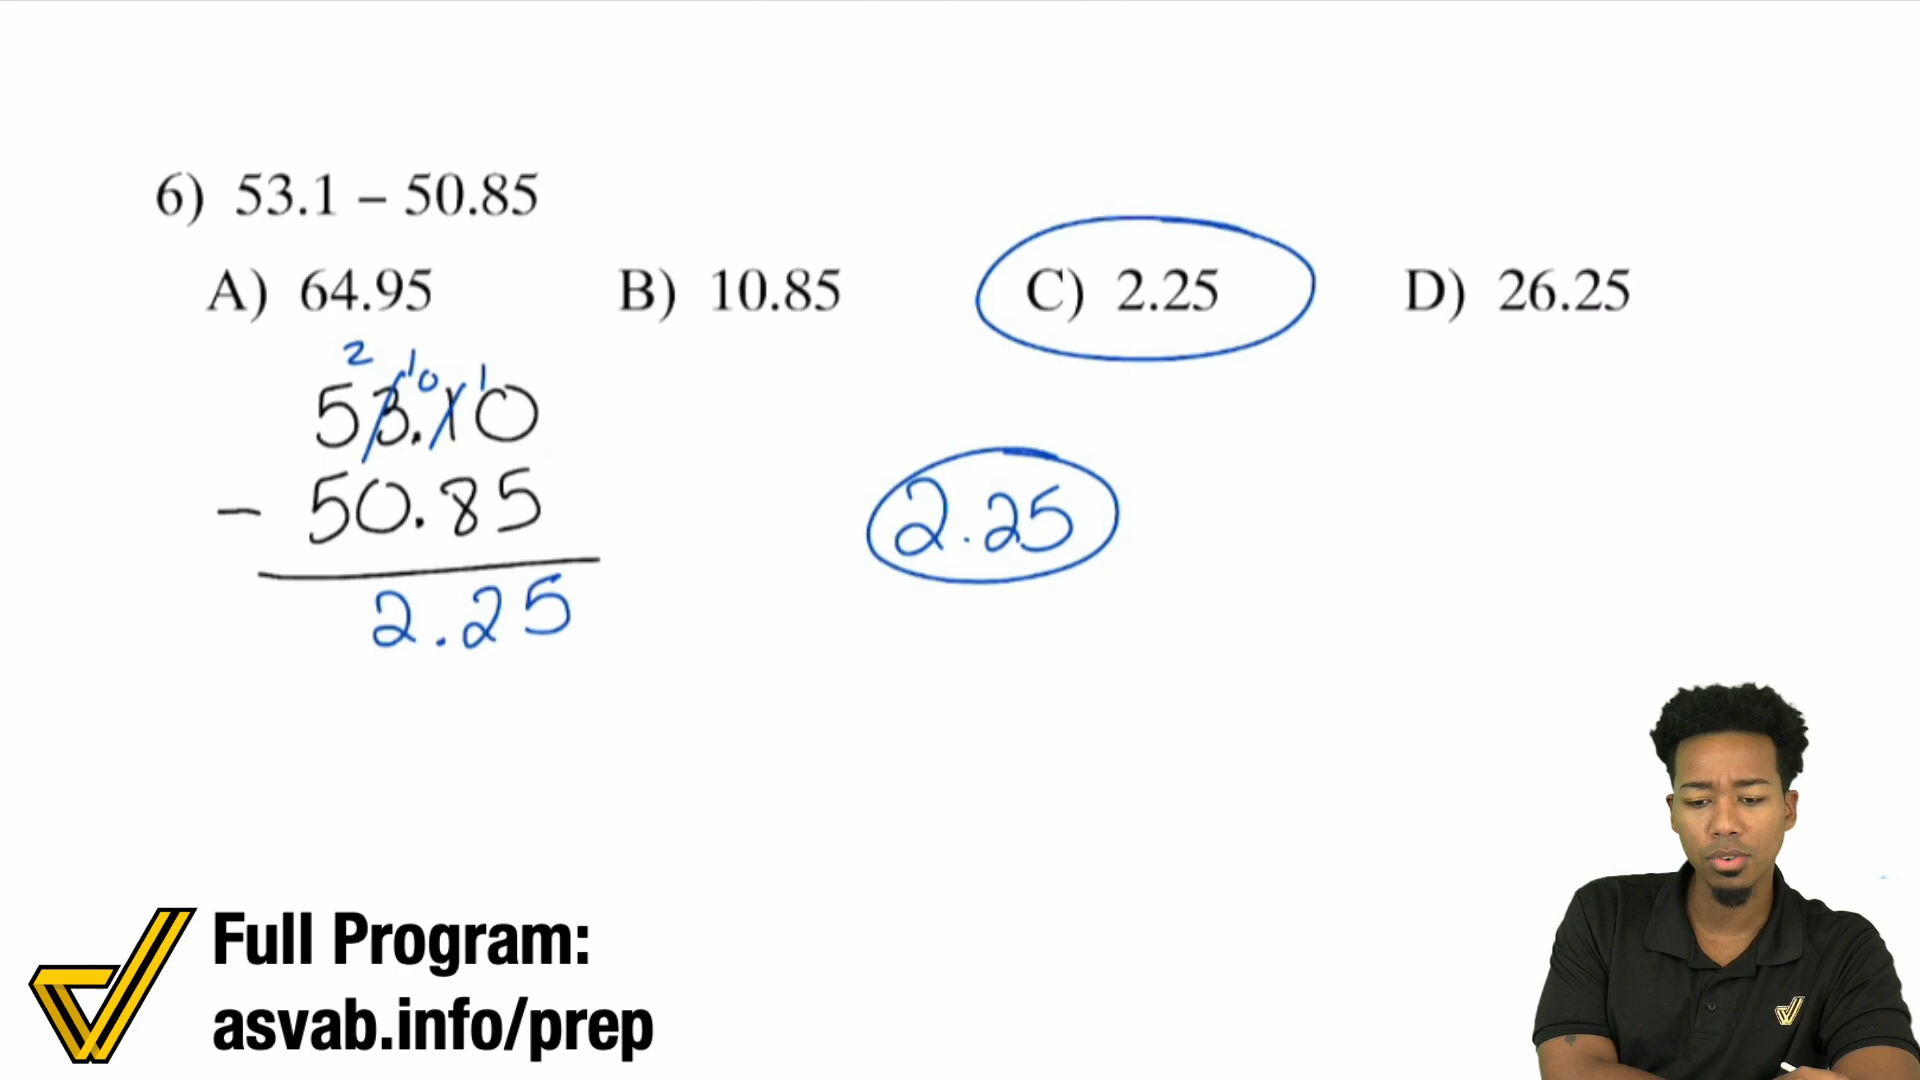 6) 53.1 – 50.85
A) 64.95 B) 10.85 C) 2.25 D) 26.25
2 10 1
53.10
- 50.85
2.25
2.25
Full Program:
asvab.info/prep